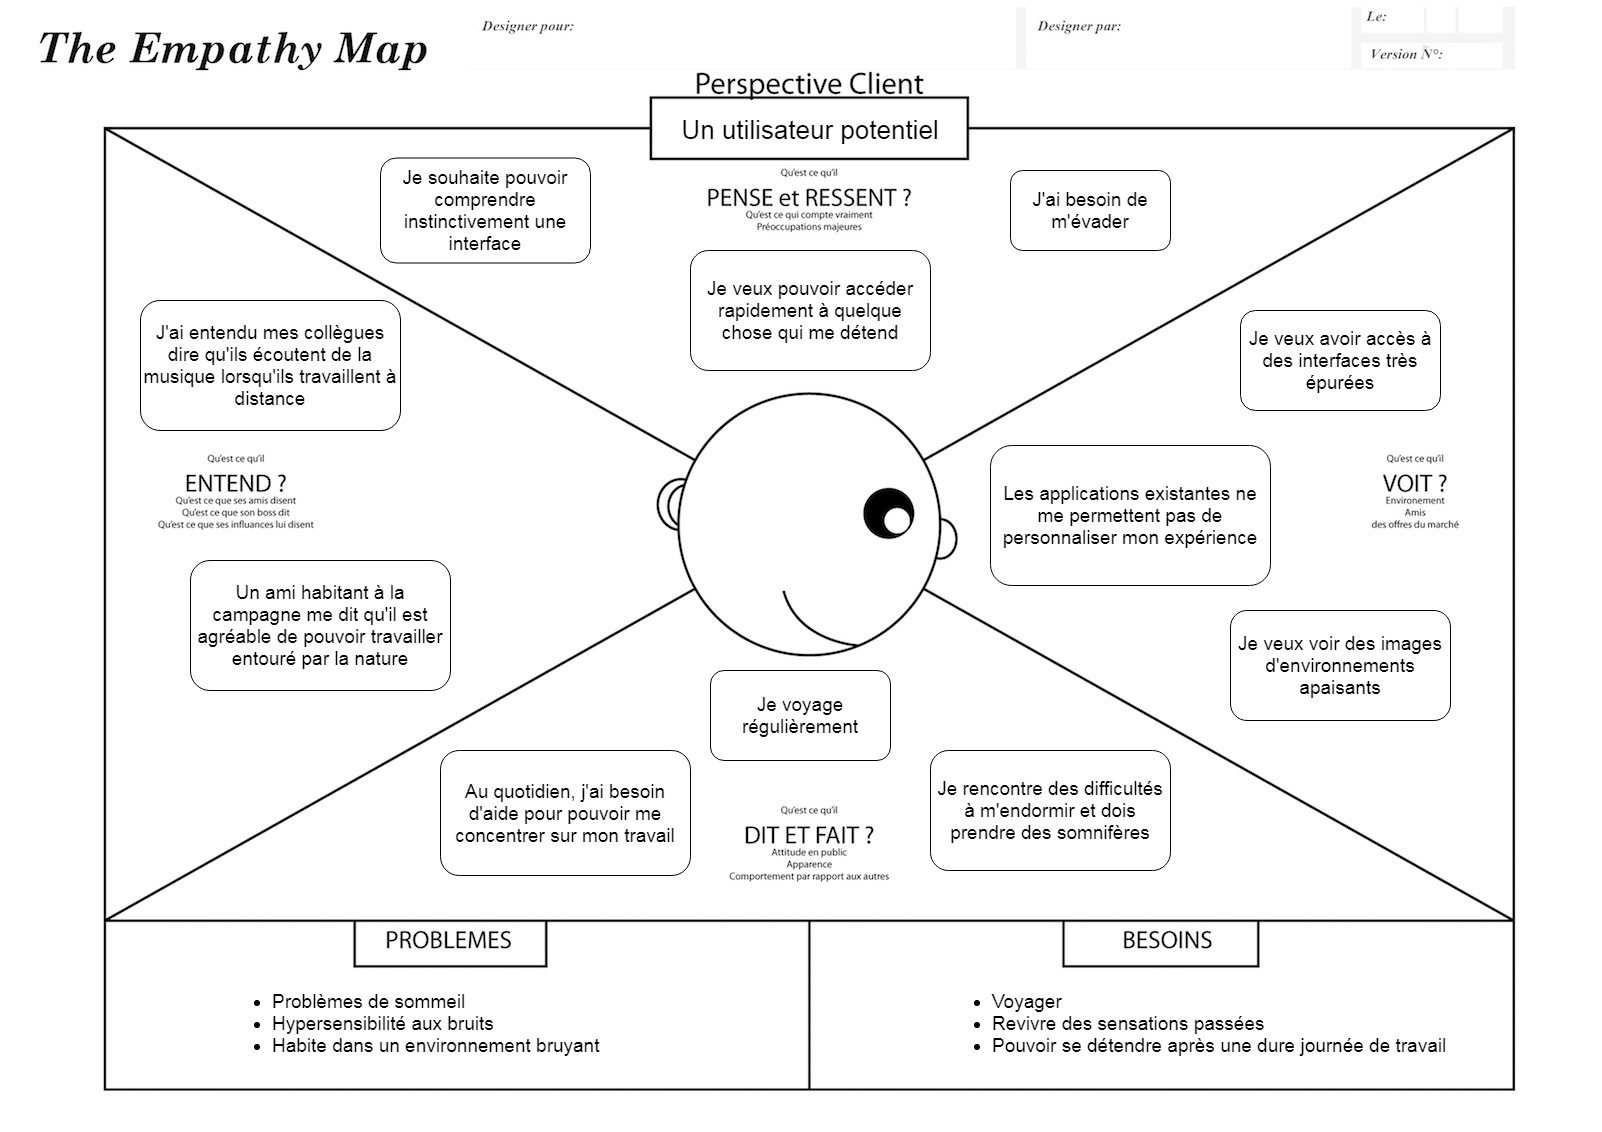 The Empathy Map
Designer pour:
Designer par:
Le:
Version N°:
Perspective Client
Un utilisateur potentiel
Qu'est ce qu'il
PENSE et RESSENT ?
Qu'est ce qui compte vraiment
Préoccupations majeures
Je souhaite pouvoir
comprendre
instinctivement une
interface
J'ai besoin de
m'évader
Je veux pouvoir accéder
rapidement à quelque
chose qui me détend
J'ai entendu mes collègues
dire qu'ils écoutent de la
musique lorsqu'ils travaillent à
distance
Qu'est ce qu'il
ENTEND ?
Qu'est ce que ses amis disent
Qu'est ce que son boss dit
Qu'est ce que ses influences lui disent
Un ami habitant à la
campagne me dit qu'il est
agréable de pouvoir travailler
entouré par la nature
Je veux avoir accès à
des interfaces très
épurées
Les applications existantes ne
me permettent pas de
personnaliser mon expérience
Qu'est ce qu'il
VOIT ?
Environement
Amis
des offres du marché
Je veux voir des images
d'environnements
apaisants
Je voyage
régulièrement
Au quotidien, j'ai besoin
d'aide pour pouvoir me
concentrer sur mon travail
Qu'est ce qu'il
DIT ET FAIT ?
Attitude en public
Apparence
Comportement par rapport aux autres
Je rencontre des difficultés
à m'endormir et dois
prendre des somnifères
PROBLEMES
• Problèmes de sommeil
• Hypersensibilité aux bruits
• Habite dans un environment bruyant
BESOINS
• Voyager
• Revivre des sensations passées
• Pouvoir se détendre après une dure journée de travail